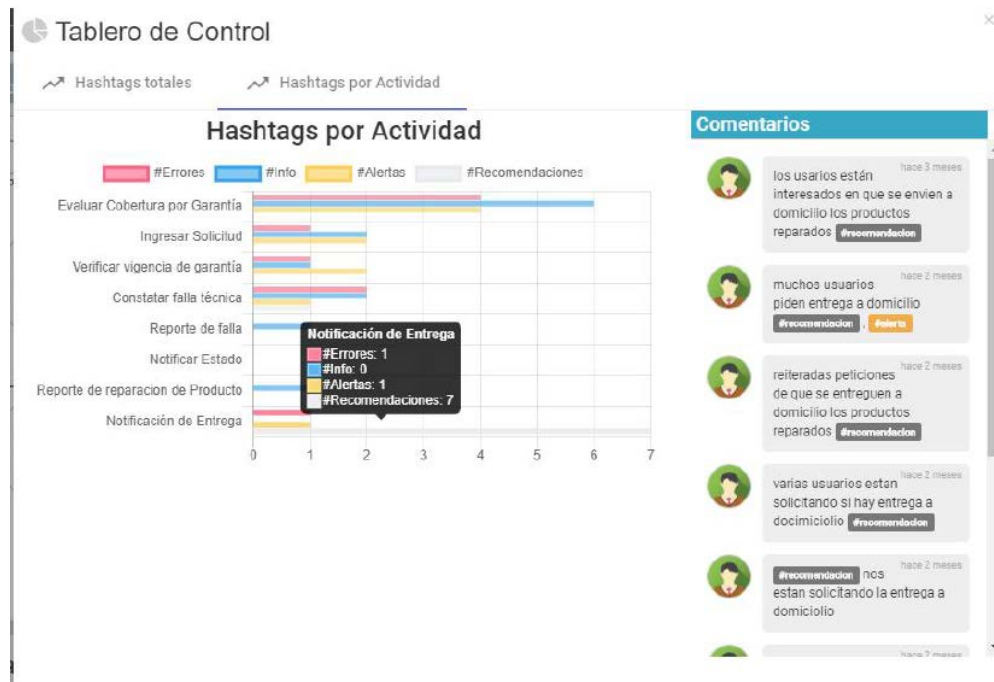 Tablero de Control
Hashtags totales
Hashtags por Actividad
Hashtags por Actividad
#Errores
#Info
#Alertas
#Recomendaciones
Evaluar Cobertura por Garantía
Ingresar Solicitud
Verificar vigencia de garantía
Constatar falla técnica
Reporte de falla
Notificar Estado
Reporte de reparacion de Producto
Notificación de Entrega
0 1 2 3 4 5 6 7
Notificación de Entrega
#Errores: 1
#Info: 0
#Alertas: 1
#Recomendaciones: 7
Comentarios
hace 3 meses
los usarios están
interesados en que se envien a
domicilio los productos
reparados #recomendacion
hace 2 meses
muchos usuarios
piden entrega a domicilio
#recomendacion , #alerta
hace 2 meses
reiteradas peticiones
de que se entreguen a
domicilio los productos
reparados #recomendacion
hace 2 meses
varias usuarios estan
solicitando si hay entrega a
docimiciolio #recomendacion
hace 2 meses
#recomendacion nos
estan solicitando la entrega a
domiciolio
hace 2 meses